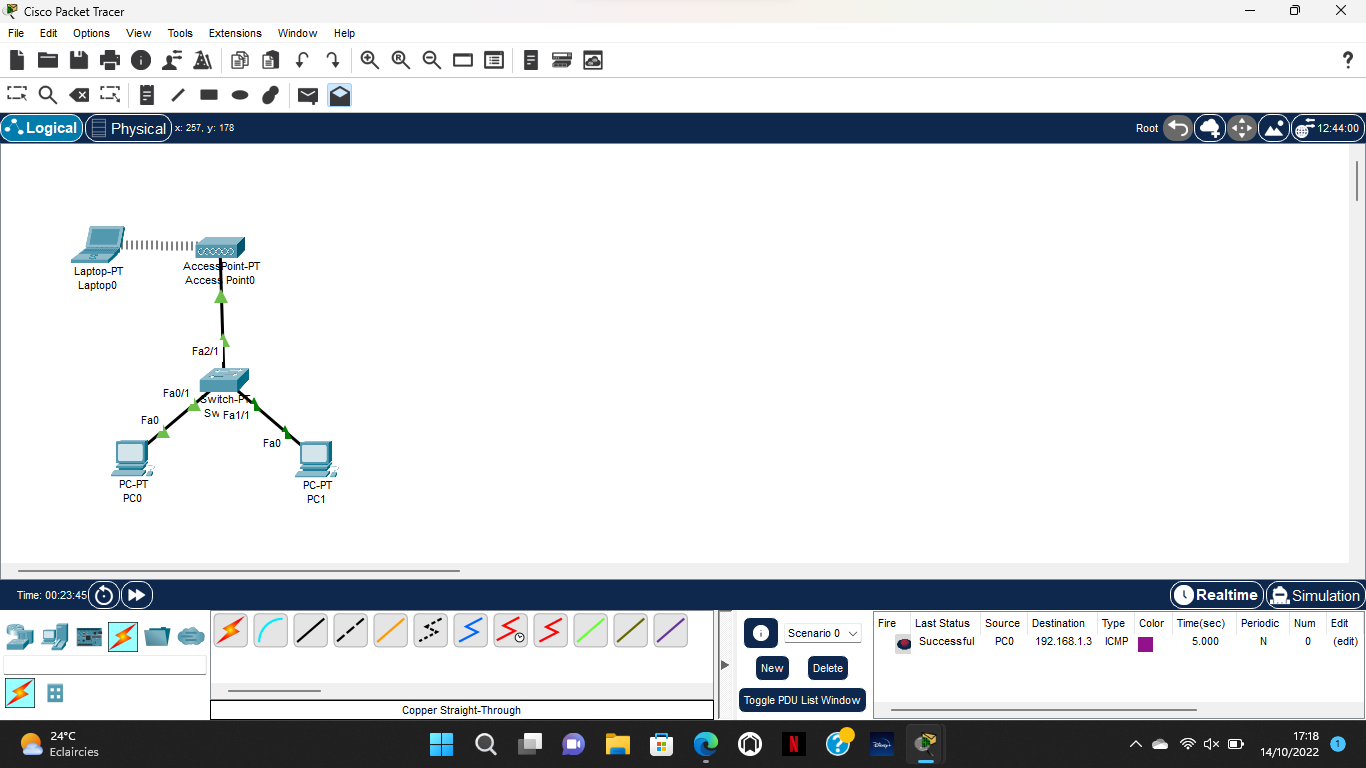 Cisco Packet Tracer
File Edit Options View Tools Extensions Window Help
Logical Physical x: 257, y: 178 Root 12:44:00
Laptop-PT
Laptop0
AccessPoint-PT
Access Point0
Fa2/1
Fa0/1
Switch-PT
Sw Fa1/1
Fa0
Fa0
PC-PT
PC0
PC-PT
PC1
Time: 00:23:45 Realtime Simulation
Scenario 0
New Delete
Toggle PDU List Window
Fire Last Status Source Destination Type Color Time(sec) Periodic Num Edit
Successful PC0 192.168.1.3 ICMP 5.000 N 0 (edit)
Copper Straight-Through
24°C
Eclaircies
Disney+
N
17:18
14/10/2022
1